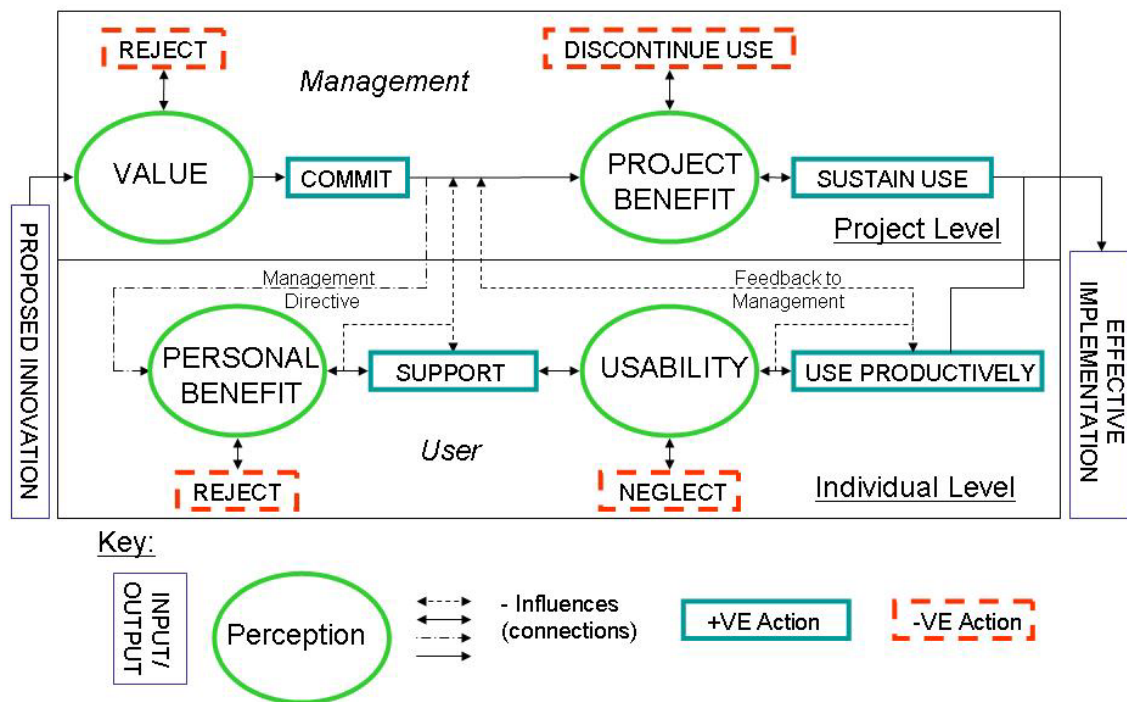 REJECT
DISCONTINUE USE
Management
VALUE
COMMIT
PROJECT
BENEFIT
SUSTAIN USE
Project Level
PROPOSED INNOVATION
EFFECTIVE
IMPLEMENTATION
Management
Directive
Feedback to
Management
PERSONAL
BENEFIT
SUPPORT
USABILITY
USE PRODUCTIVELY
User
REJECT
NEGLECT
Individual Level
Key:
INPUT/
OUTPUT
Perception
- Influences
(connections)
+VE Action
-VE Action